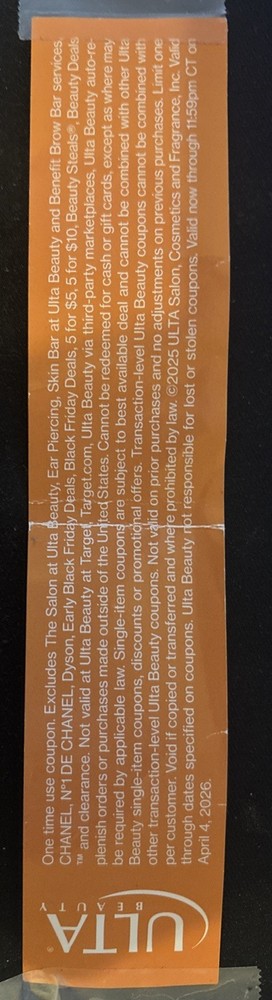 One time use coupon. Excludes The Salon at Ulta Beauty, Ear Piercing, Skin Bar at Ulta Beauty and Benefit Brow Bar services,
CHANEL, N°1 DE CHANEL, Dyson, Early Black Friday Deals, Black Friday Deals, 5 for $5, 5 for $10, Beauty Steals®, Beauty Deals
™ and clearance. Not valid at Ulta Beauty at Target, Target.com, Ulta Beauty via third-party marketplaces, Ulta Beauty auto-re-
plenish orders or purchases made outside of the United States. Cannot be redeemed for cash or gift cards, except as where may
be required by applicable law. Single-item coupons are subject to best available deal and cannot be combined with other Ulta
Beauty single-item coupons, discounts or promotional offers. Transaction-level Ulta Beauty coupons cannot be combined with
other transaction-level Ulta Beauty coupons. Not valid on prior purchases and no adjustments on previous purchases. Limit one
per customer. Void if copied or transferred and where prohibited by law. ©2025 ULTA Salon, Cosmetics and Fragrance, Inc. Valid
through dates specified on coupons. Ulta Beauty not responsible for lost or stolen coupons. Valid now through 11:59pm CT on
April 4, 2026.
ULTA
BEAUTY